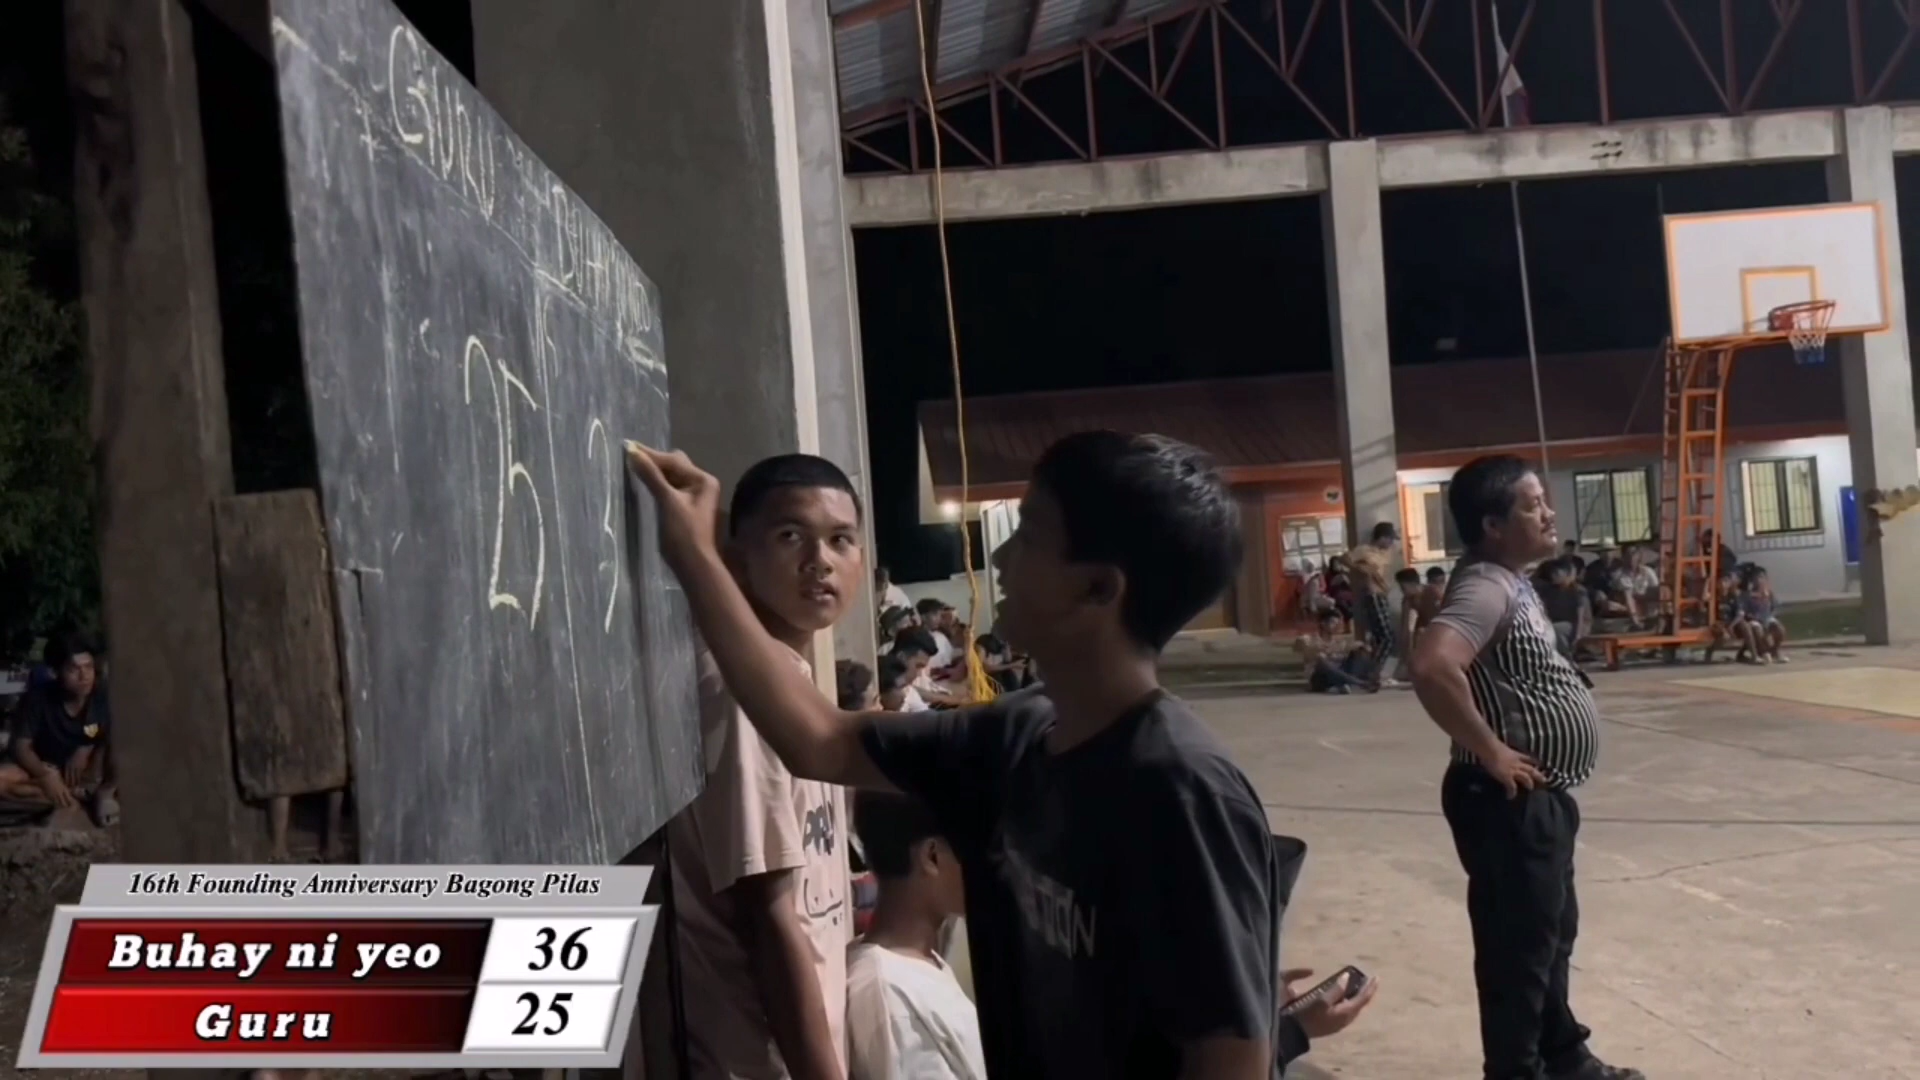 GURU
25 3
16th Founding Anniversary Bagong Pilas
Buhay ni yeo 36
Guru 25